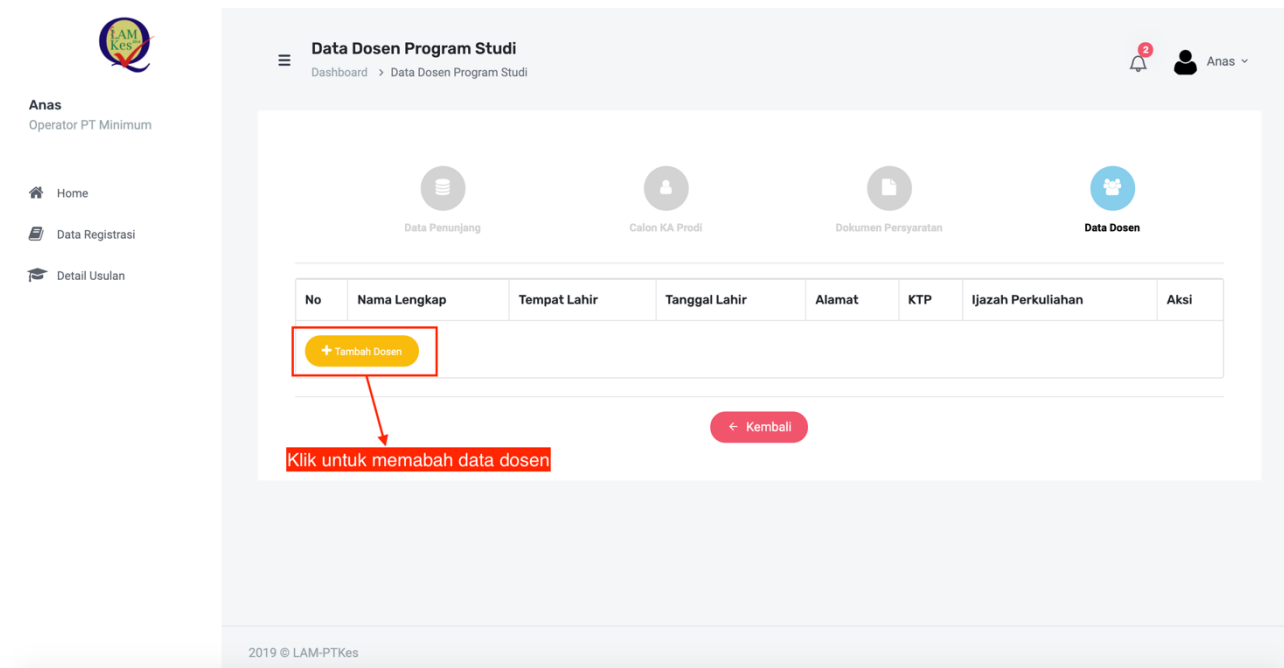 LAM
Kes
Data Dosen Program Studi
Dashboard > Data Dosen Program Studi
2
Anas
Anas
Operator PT Minimum
Home
Data Registrasi
Detail Usulan
Data Penunjang
Calon KA Prodi
Dokumen Persyaratan
Data Dosen
No Nama Lengkap Tempat Lahir Tanggal Lahir Alamat KTP Ijazah Perkuliahan Aksi
+ Tambah Dosen
← Kembali
Klik untuk memabah data dosen
2019 © LAM-PTKes